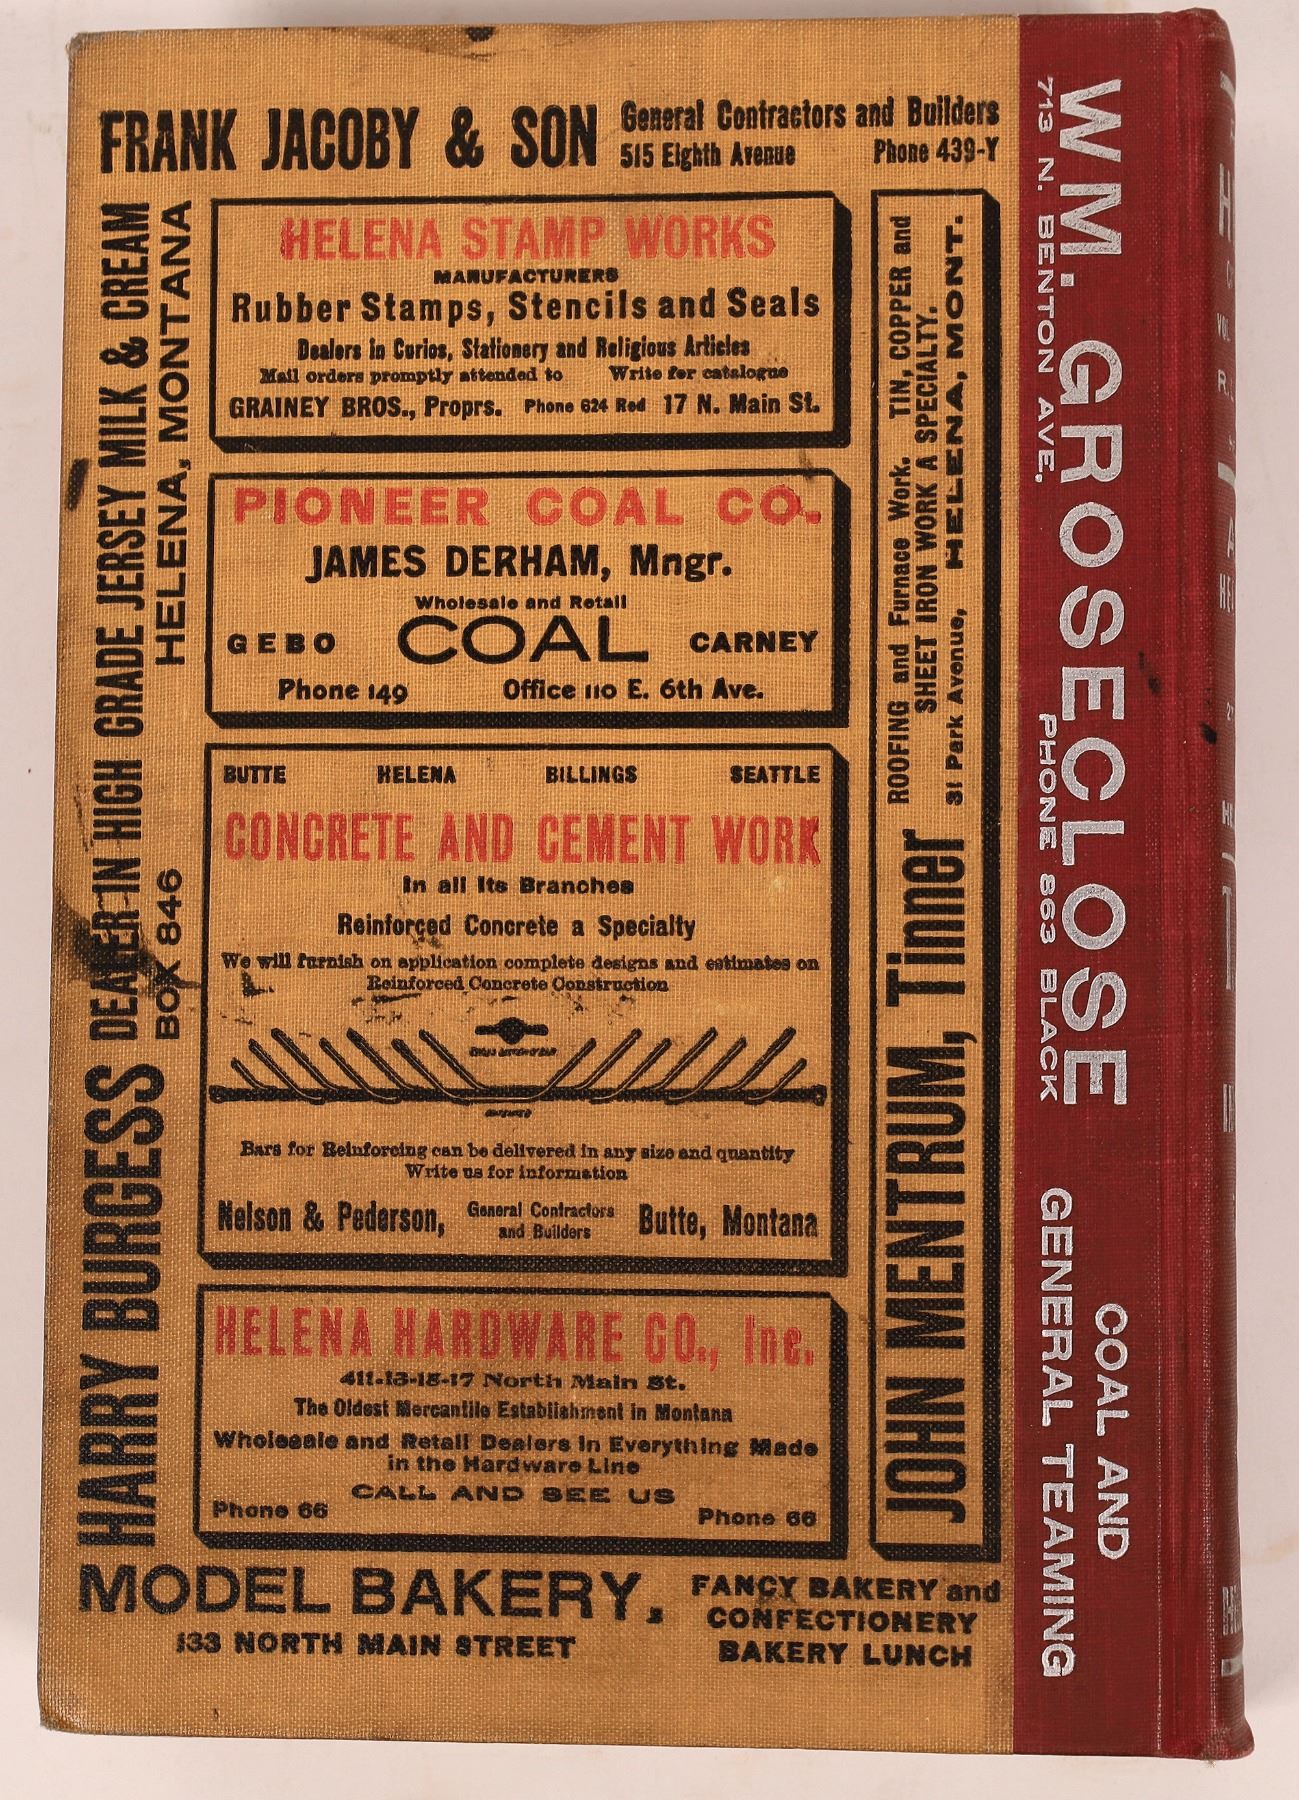 FRANK JACOBY & SON
General Contractors and Builders
515 Eighth Avenue Phone 439-Y
HARRY BURGESS DEALER IN HIGH GRADE JERSEY MILK & CREAM
BOX 846 HELENA, MONTANA
HELENA STAMP WORKS
MANUFACTURERS
Rubber Stamps, Stencils and Seals
Dealers in Curios, Stationery and Religious Articles
Mail orders promptly attended to Write for catalogue
GRAINEY BROS., Proprs. Phone 624 Red 17 N. Main St.
PIONEER COAL CO.
JAMES DERHAM, Mngr.
Wholesale and Retail
GEBO COAL CARNEY
Phone 149 Office 110 E. 6th Ave.
BUTTE HELENA BILLINGS SEATTLE
CONCRETE AND CEMENT WORK
In all Its Branches
Reinforced Concrete a Specialty
We will furnish on application complete designs and estimates on
Reinforced Concrete Construction
Bars for Reinforcing can be delivered in any size and quantity
Write us for information
Nelson & Pederson, General Contractors and Builders Butte, Montana
HELENA HARDWARE CO., Inc.
411-13-15-17 North Main St.
The Oldest Mercantile Establishment in Montana
Wholesale and Retail Dealers in Everything Made
in the Hardware Line
CALL AND SEE US
Phone 66 Phone 66
JOHN MENTRUM, Tinner
ROOFING and Furnace Work. TIN, COPPER and
SHEET IRON WORK A SPECIALTY.
31 Park Avenue, HELENA, MONT.
MODEL BAKERY,
133 NORTH MAIN STREET
FANCY BAKERY and
CONFECTIONERY
BAKERY LUNCH
WM. GROSECLOSE
713 N. BENTON AVE, PHONE 863 BLACK
COAL AND
GENERAL TEAMING